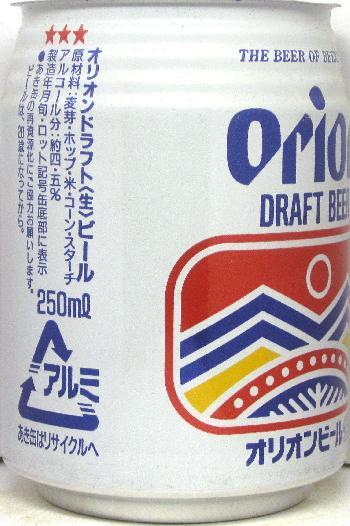 THE BEER OF BEE
Orio
DRAFT BEE
オリオンビール
オリオンドラフト〈生〉ビール
原材料:麦芽・ホップ・米・コーン・スターチ
アルコール分:約四・五%
製造年月旬・ロット記号缶底部に表示
あき缶の再資源化にご協力お願いします。
ビールは、20歳になってから。
250ml
アルミ
あき缶はリサイクルへ